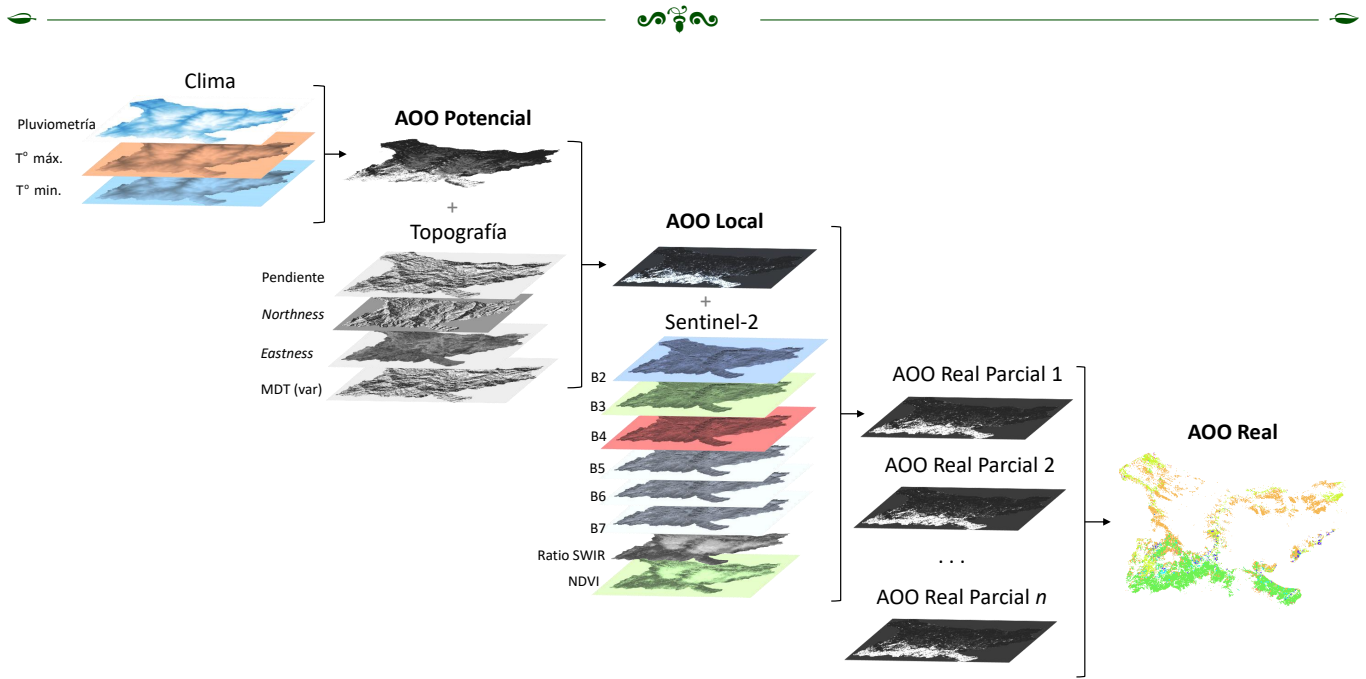 Clima
Pluviometría
T° máx.
T° min.
AOO Potencial
+
Topografía
Pendiente
Northness
Eastness
MDT (var)
AOO Local
+
Sentinel-2
B2
B3
B4
B5
B6
B7
Ratio SWIR
NDVI
AOO Real Parcial 1
AOO Real Parcial 2
. . .
AOO Real Parcial n
AOO Real